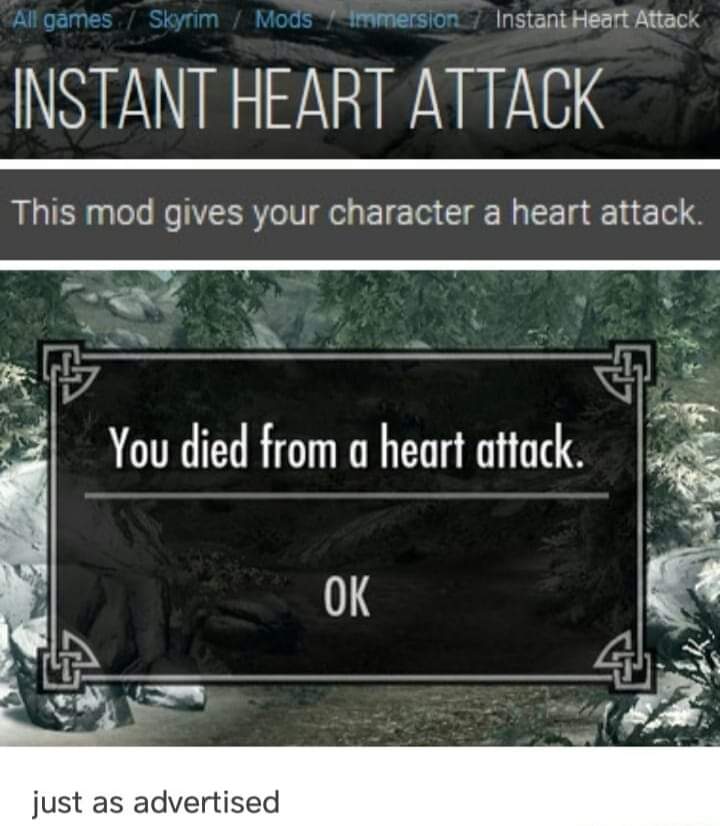 All games / Skyrim / Mods / Immersion / Instant Heart Attack
INSTANT HEART ATTACK
This mod gives your character a heart attack.
You died from a heart attack.
OK
just as advertised